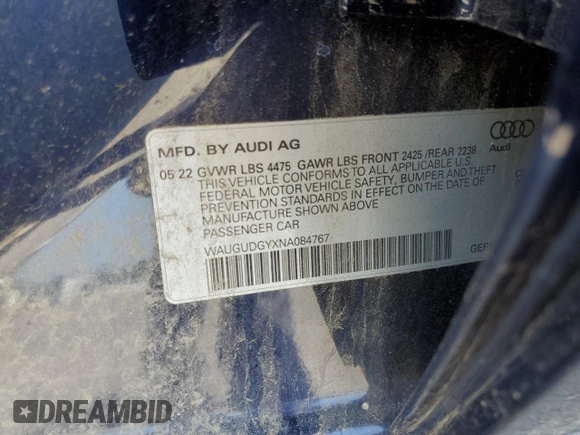 MFD. BY AUDI AG
05 22 GVWR LBS 4475 GAWR LBS FRONT 2425 / REAR 2238
THIS VEHICLE CONFORMS TO ALL APPLICABLE U.S.
FEDERAL MOTOR VEHICLE SAFETY, BUMPER AND THEFT
PREVENTION STANDARDS IN EFFECT ON THE DATE OF
MANUFACTURE SHOWN ABOVE
PASSENGER CAR
WAUGUDGYXNA084767
Audi
DREAMBID